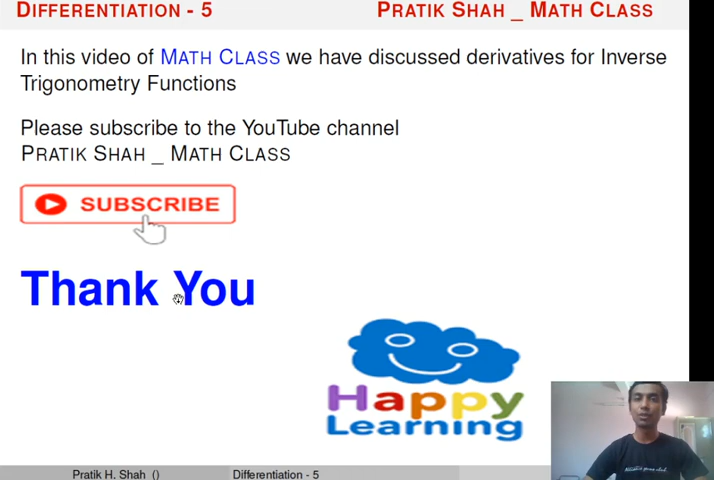 DIFFERENTIATION - 5 PRATIK SHAH _ MATH CLASS
In this video of MATH CLASS we have discussed derivatives for Inverse
Trigonometry Functions
Please subscribe to the YouTube channel
PRATIK SHAH _ MATH CLASS
SUBSCRIBE
Thank You
Happy
Learning
Pratik H. Shah () Differentiation - 5